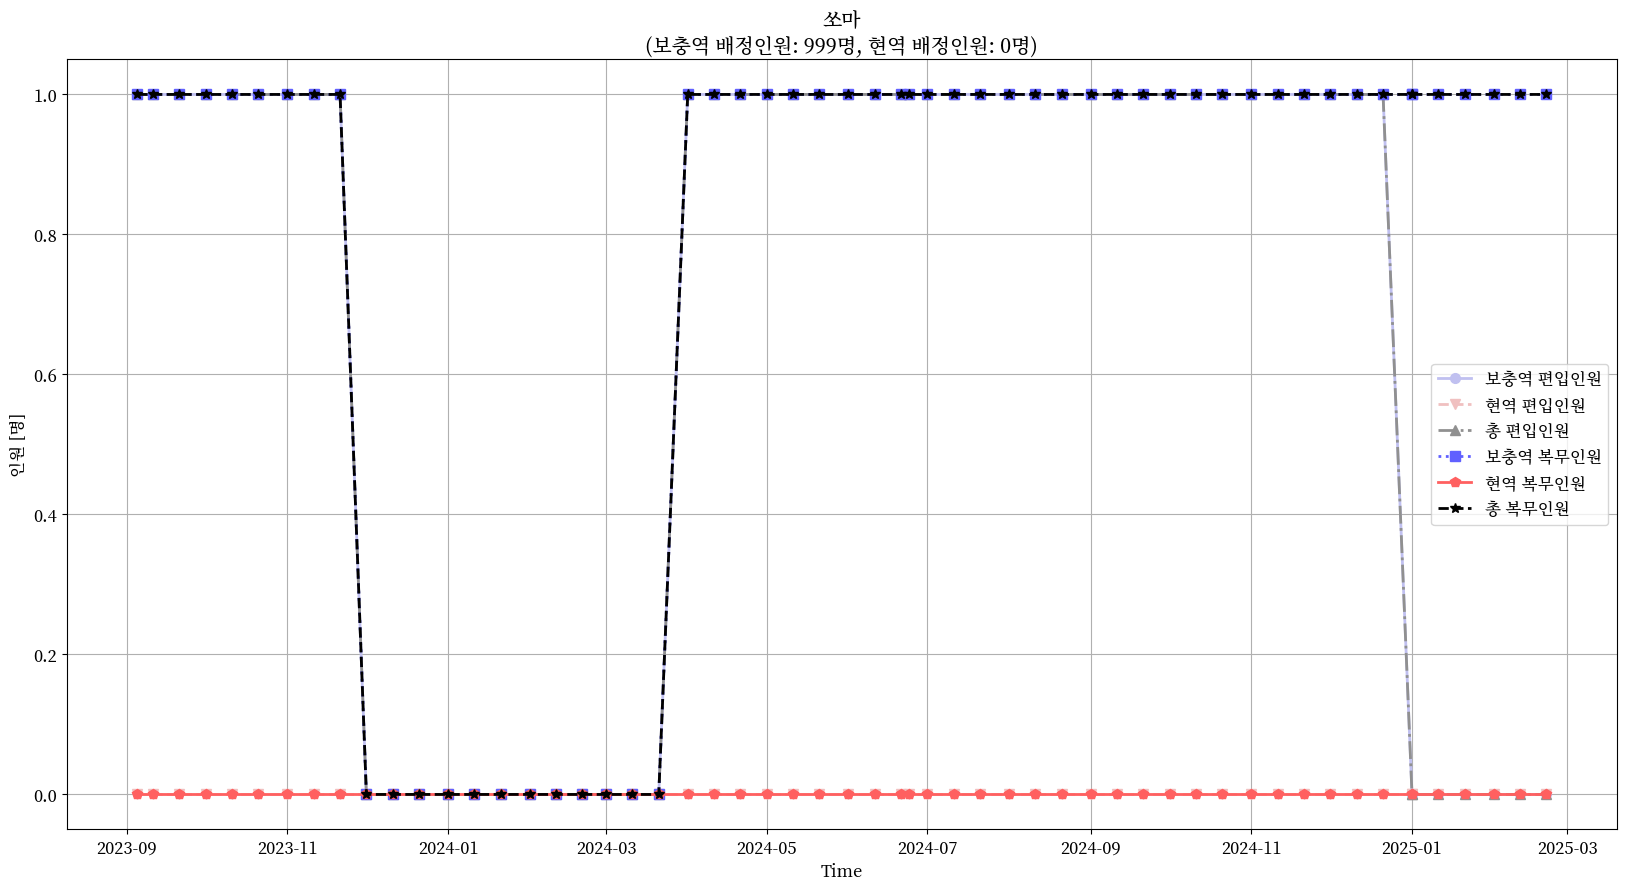 쏘마
(보충역 배정인원: 999명, 현역 배정인원: 0명)
1.0
0.8
0.6
0.4
0.2
0.0
인원 [명]
보충역 편입인원
현역 편입인원
총 편입인원
보충역 복무인원
현역 복무인원
총 복무인원
2023-09 2023-11 2024-01 2024-03 2024-05 2024-07 2024-09 2024-11 2025-01 2025-03
Time